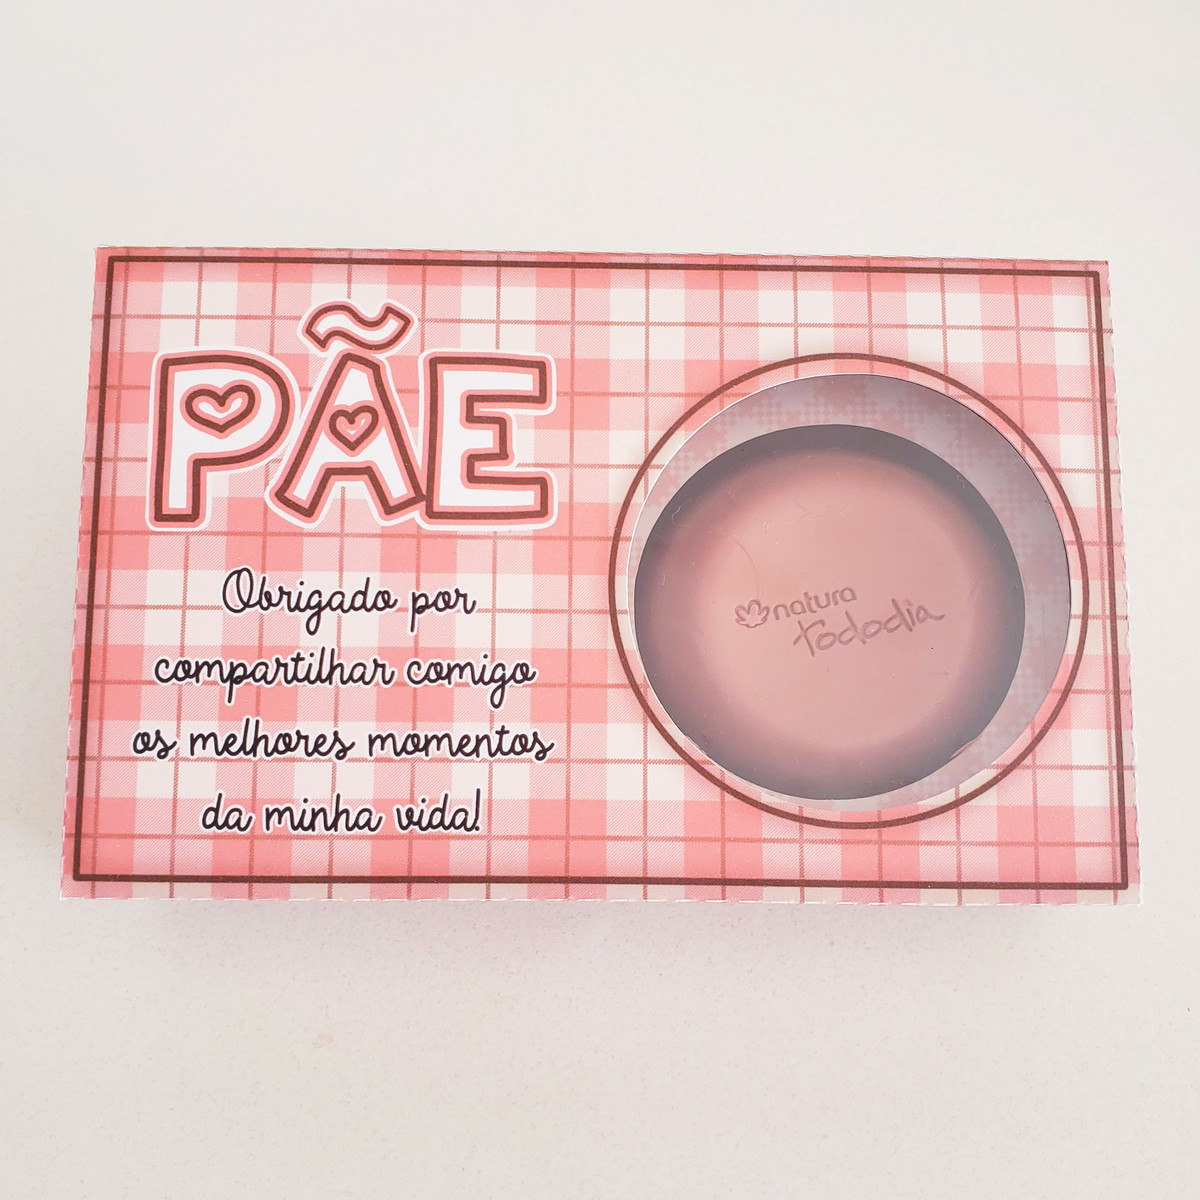 PÃE
Obrigado por
compartilhar comigo
os melhores momentos
da minha vida!
natura
tododia